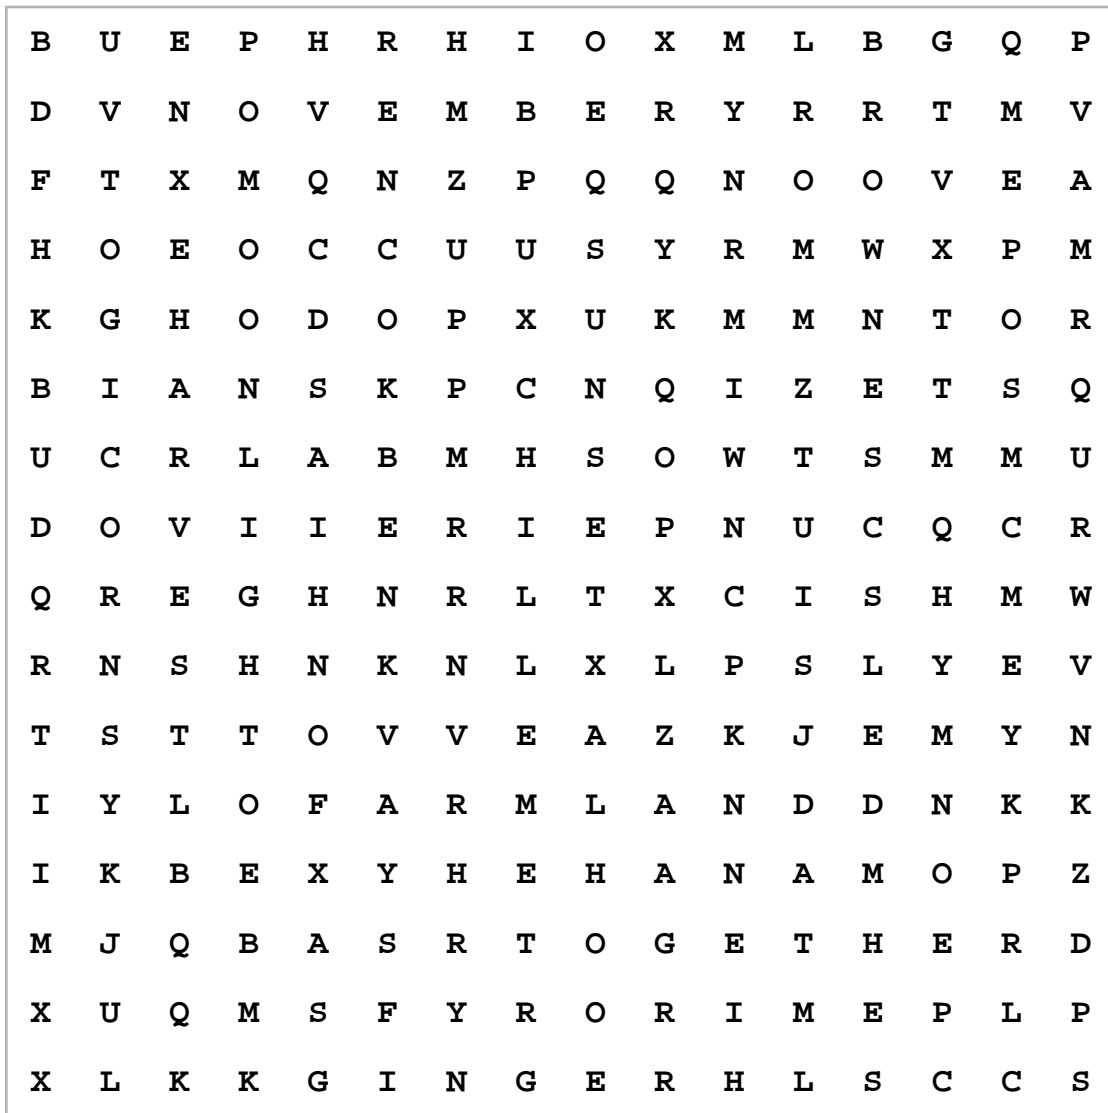 B U E P H R H I O X M L B G Q P
D V N O V E M B E R Y R R T M V
F T X M Q N Z P Q Q N O O V E A
H O E O C C U U S Y R M W X P M
K G H O D O P X U K M M N T O R
B I A N S K P C N Q I Z E T S Q
U C R L A B M H S O W T S M M U
D O V I I E R I E P N U C Q C R
Q R E G H N R L T X C I S H M W
R N S H N K N L X L P S L Y E V
T S T T O V V E A Z K J E M Y N
I Y L O F A R M L A N D D N K K
I K B E X Y H E H A N A M O P Z
M J Q B A S R T O G E T H E R D
X U Q M S F Y R O R I M E P L P
X L K K G I N G E R H L S C C S